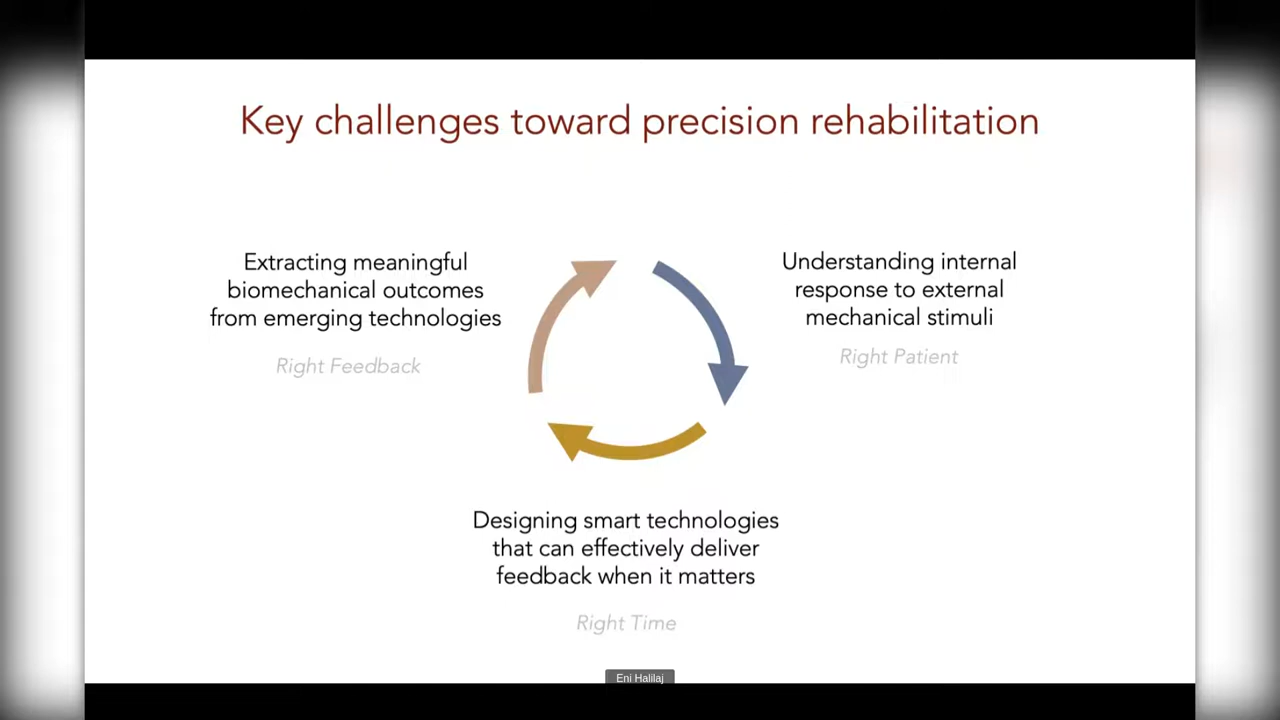 Key challenges toward precision rehabilitation
Extracting meaningful
biomechanical outcomes
from emerging technologies
Right Feedback
Understanding internal
response to external
mechanical stimuli
Right Patient
Designing smart technologies
that can effectively deliver
feedback when it matters
Right Time
Eni Halilaj